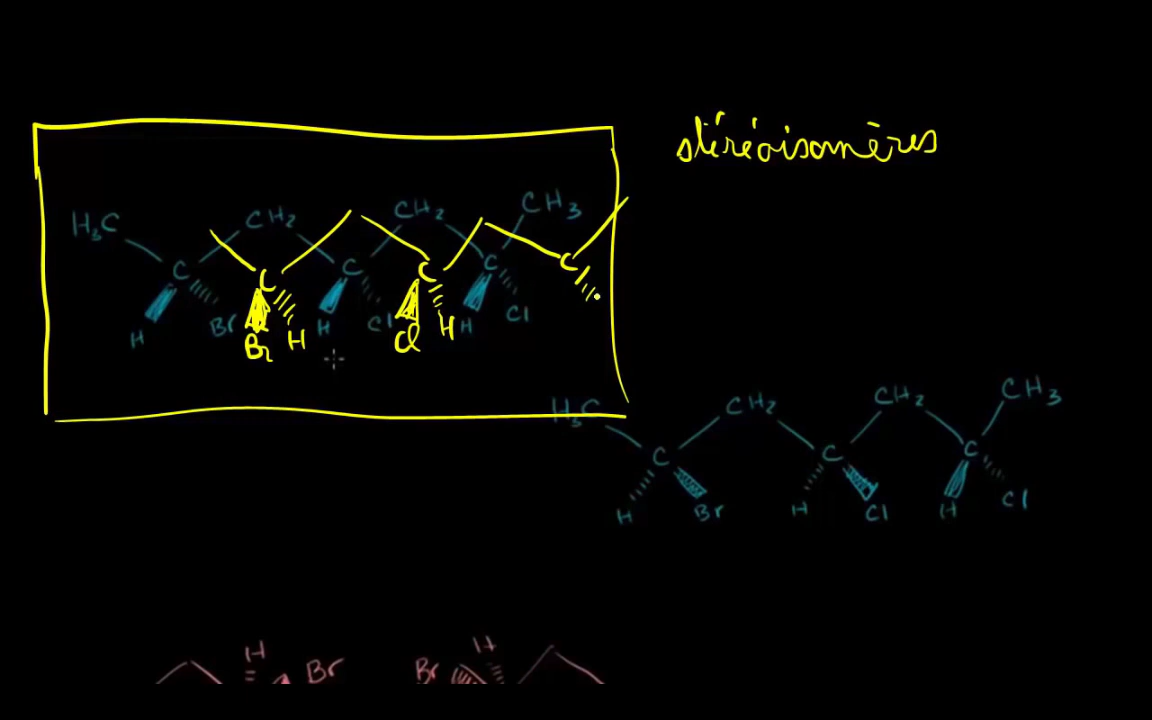 stéréoisomères
H₃C CH₂ CH₂ CH₃
C C C
C C C
H Br H Cl H Cl
Br H Cl H
H₃C CH₂ CH₂ CH₃
C C C
H Br H Cl H Cl
H Br Br H